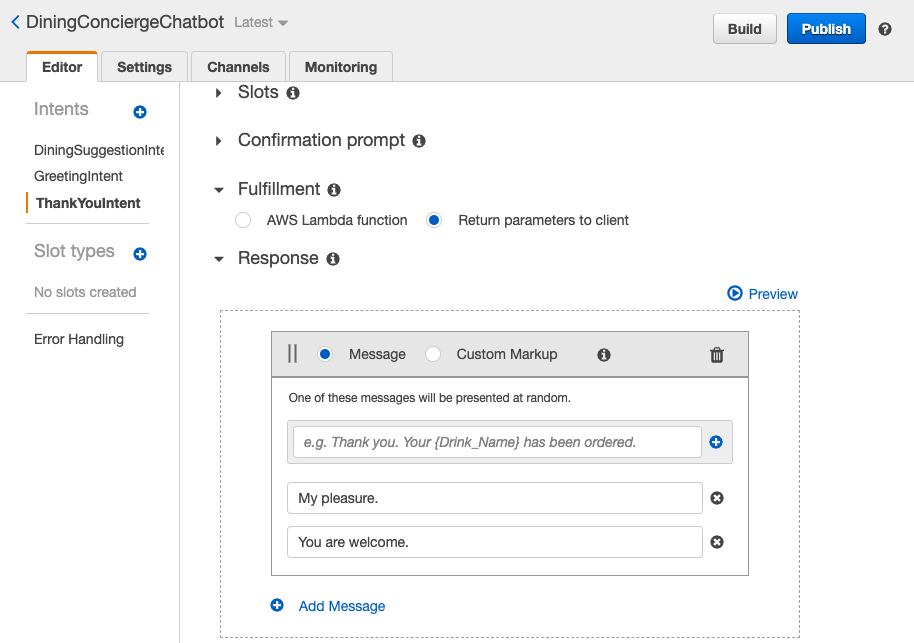 DiningConciergeChatbot Latest
Build Publish
Editor Settings Channels Monitoring
Intents
DiningSuggestionInte
GreetingIntent
ThankYouIntent
Slot types
No slots created
Error Handling
Slots
Confirmation prompt
Fulfillment
AWS Lambda function Return parameters to client
Response
Preview
Message Custom Markup
One of these messages will be presented at random.
e.g. Thank you. Your {Drink_Name} has been ordered.
My pleasure.
You are welcome.
Add Message